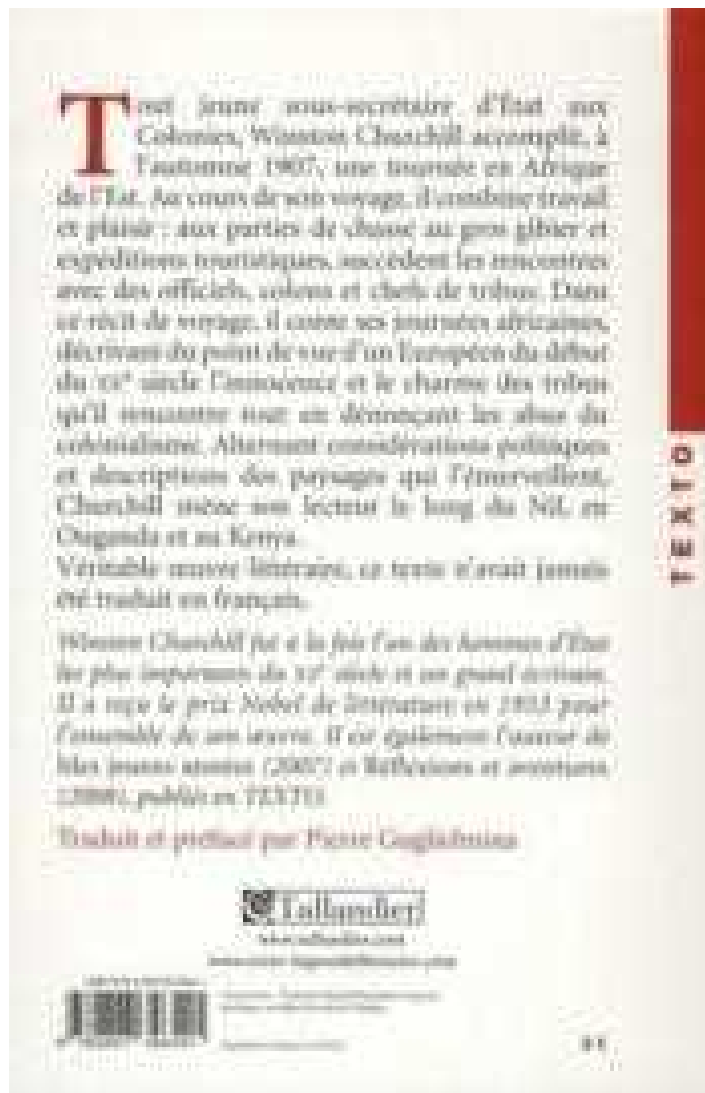 Tout jeune sous-secrétaire d'État aux
Colonies, Winston Churchill accomplit, à
l'automne 1907, une tournée en Afrique
de l'Est. Au cours de son voyage, il combine travail
et plaisir : aux parties de chasse au gros gibier et
expéditions touristiques, succèdent les rencontres
avec des officiels, colons et chefs de tribus. Dans
ce récit de voyage, il conte ses journées africaines,
décrivant du point de vue d'un Européen du début
du XXe siècle l'innocence et le charme des tribus
qu'il rencontre tout en dénonçant les abus du
colonialisme. Alternant considérations politiques
et descriptions des paysages qui l'émerveillent,
Churchill mène son lecteur le long du Nil, en
Ouganda et au Kenya.
Véritable œuvre littéraire, ce texte n'avait jamais
été traduit en français.
Winston Churchill fut à la fois l'un des hommes d'État
les plus importants du XXe siècle et un grand écrivain.
Il a reçu le prix Nobel de littérature en 1953 pour
l'ensemble de son œuvre. Il est également l'auteur de
Mes jeunes années (2007) et Réflexions et aventures
(2008), publiés en TEXTO.
Traduit et préfacé par Pierre Guglielmina
Tallandier
www.tallandier.com
TEXTO